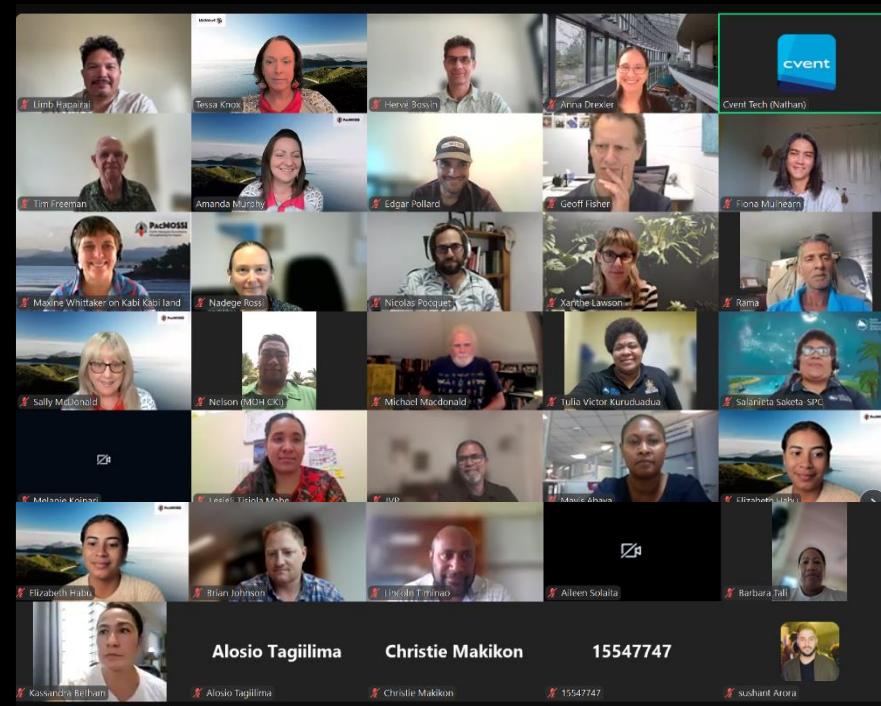 Limb Hapairai
PacMOSSI
Tessa Knox
Hervé Bossin
Anna Drexler
cvent
Cvent Tech (Nathan)
Tim Freeman
PacMOSSI
Amanda Murphy
Edgar Pollard
Geoff Fisher
Fiona Mulhearn
PacMOSSI
Maxine Whittaker on Kabi Kabi land
Nadege Rossi
Nicolas Pocquet
Xanthe Lawson
Rama
PacMOSSI
Sally McDonald
Nelson (MOH CKI)
Michael Macdonald
Tulia Victor Kuruduadua
Salanieta Saketa-SPC
Melanie Koinari
Lesieli Tisiola Mahe
JVP
Mavis Abaya
Elizabeth Habu
PacMOSSI
Elizabeth Habu
Brian Johnson
Lincoln Timinao
Aileen Solaita
Barbara Tali
Kassandra Betham
Alosio Tagiilima
Alosio Tagiilima
Christie Makikon
Christie Makikon
15547747
15547747
sushant Arora